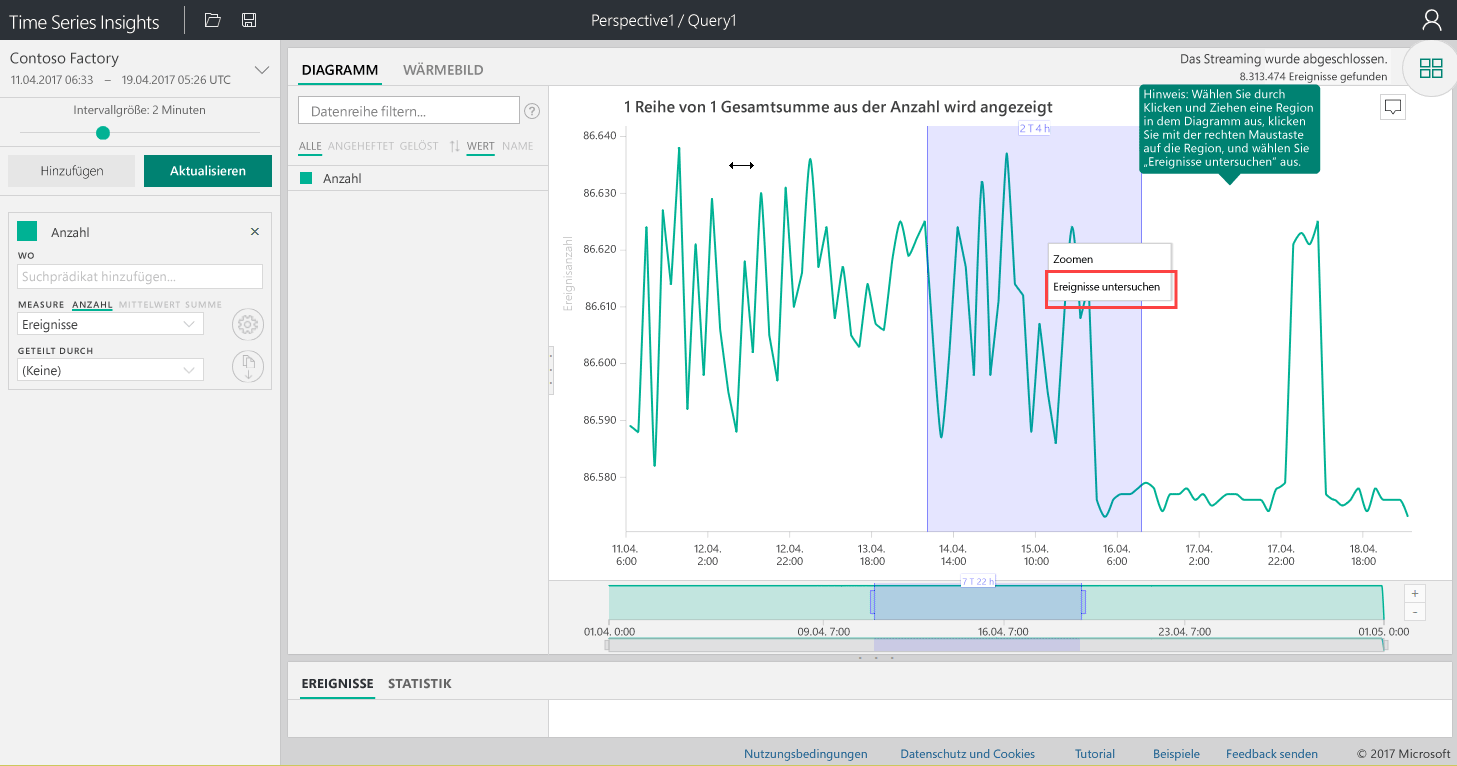 Time Series Insights
Perspective1 / Query1
Contoso Factory
11.04.2017 06:33 – 19.04.2017 05:26 UTC
Intervallgröße: 2 Minuten
Hinzufügen
Aktualisieren
Anzahl
×
WO
Suchprädikat hinzufügen...
MEASURE ANZAHL MITTELWERT SUMME
Ereignisse
GETEILT DURCH
(Keine)
DIAGRAMM
WÄRMEBILD
Das Streaming wurde abgeschlossen.
8.313.474 Ereignisse gefunden
Datenreihe filtern...
?
ALLE ANGEHEFTET GELÖST WERT NAME
Anzahl
1 Reihe von 1 Gesamtsumme aus der Anzahl wird angezeigt
Hinweis: Wählen Sie durch
Klicken und Ziehen eine Region
in dem Diagramm aus, klicken
Sie mit der rechten Maustaste
auf die Region, und wählen Sie
„Ereignisse untersuchen“ aus.
2 T 4 h
Ereignisanzahl
86.640
86.630
86.620
86.610
86.600
86.590
86.580
Zoomen
Ereignisse untersuchen
11.04. 12.04. 12.04. 13.04. 14.04. 15.04. 16.04. 17.04. 17.04. 18.04.
6:00 2:00 22:00 18:00 14:00 10:00 6:00 2:00 22:00 18:00
7 T 22 h
+
-
01.04. 0:00 09.04. 7:00 16.04. 7:00 23.04. 7:00 01.05. 0:00
EREIGNISSE
STATISTIK
Nutzungsbedingungen Datenschutz und Cookies Tutorial Beispiele Feedback senden © 2017 Microsoft